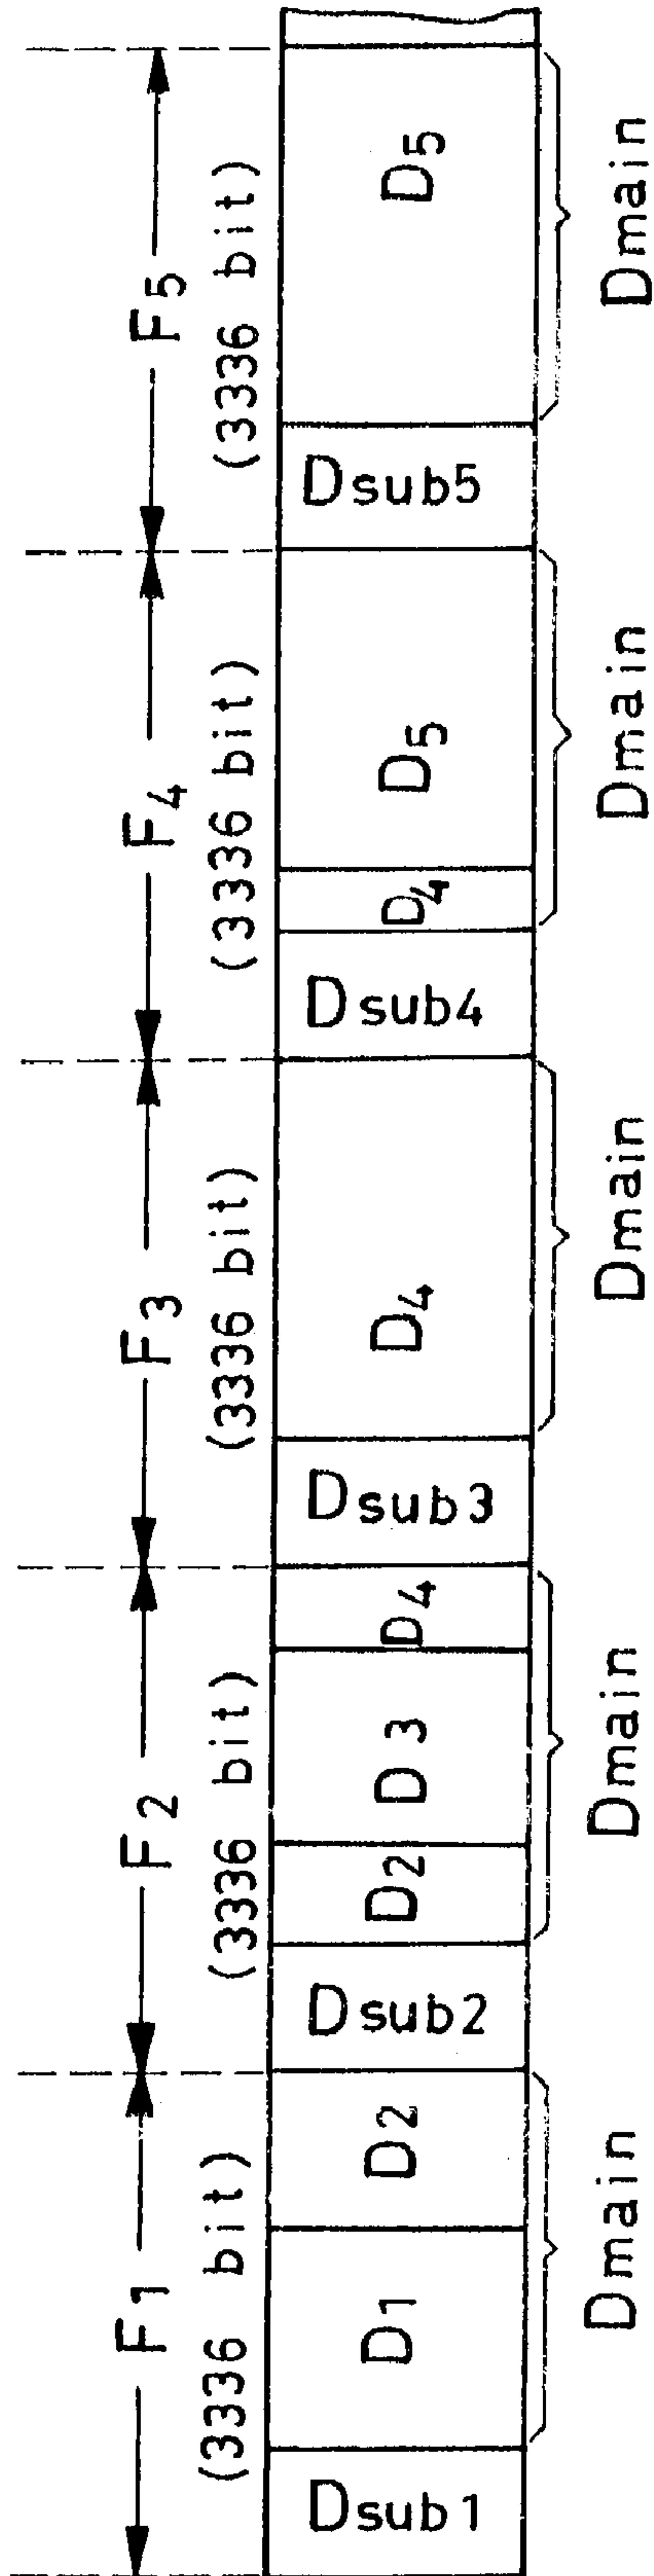 F1 F2 F3 F4 F5
(3336 bit) (3336 bit) (3336 bit) (3336 bit) (3336 bit)
Dsub1 D1 D2 Dsub2 D2 D3 D4 Dsub3 D4 Dsub4 D4 D5 Dsub5 D5
Dmain Dmain Dmain Dmain Dmain